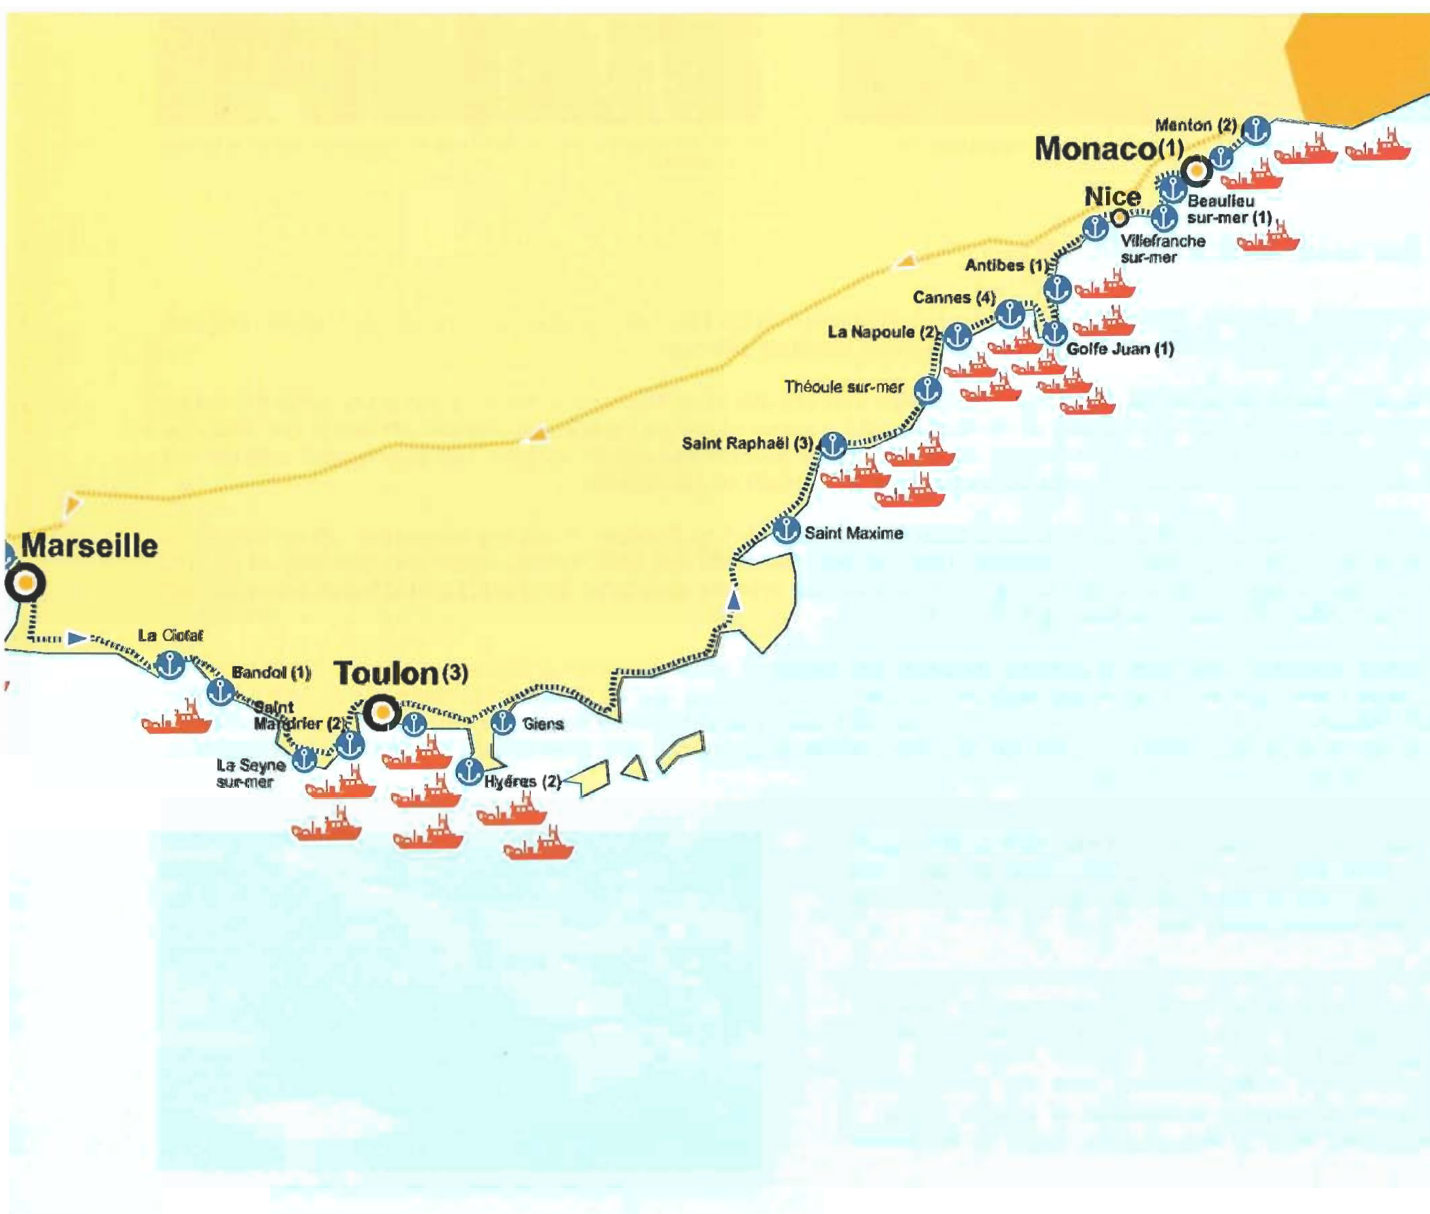 Menton (2)
Monaco(1)
Nice
Beaulieu
sur-mer (1)
Villefranche
sur-mer
Antibes (1)
Cannes (4)
La Napoule (2)
Golfe Juan (1)
Théoule sur-mer
Saint Raphaël (3)
Saint Maxime
Marseille
La Ciotat
Bandol (1)
Toulon(3)
Saint
Mandrier (2)
Giens
La Seyne
sur-mer
Hyéres (2)